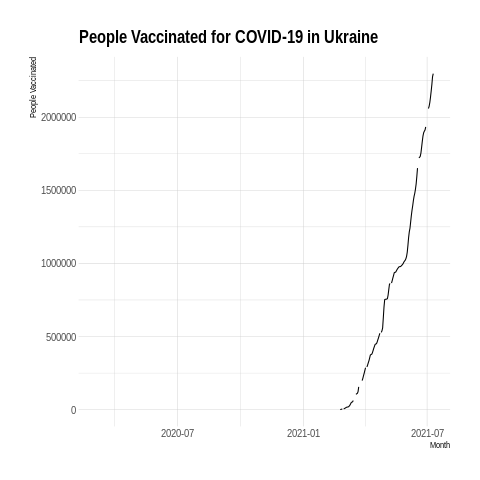 People Vaccinated for COVID-19 in Ukraine
People Vaccinated
2000000
1500000
1000000
500000
0
2020-07
2021-01
2021-07
Month